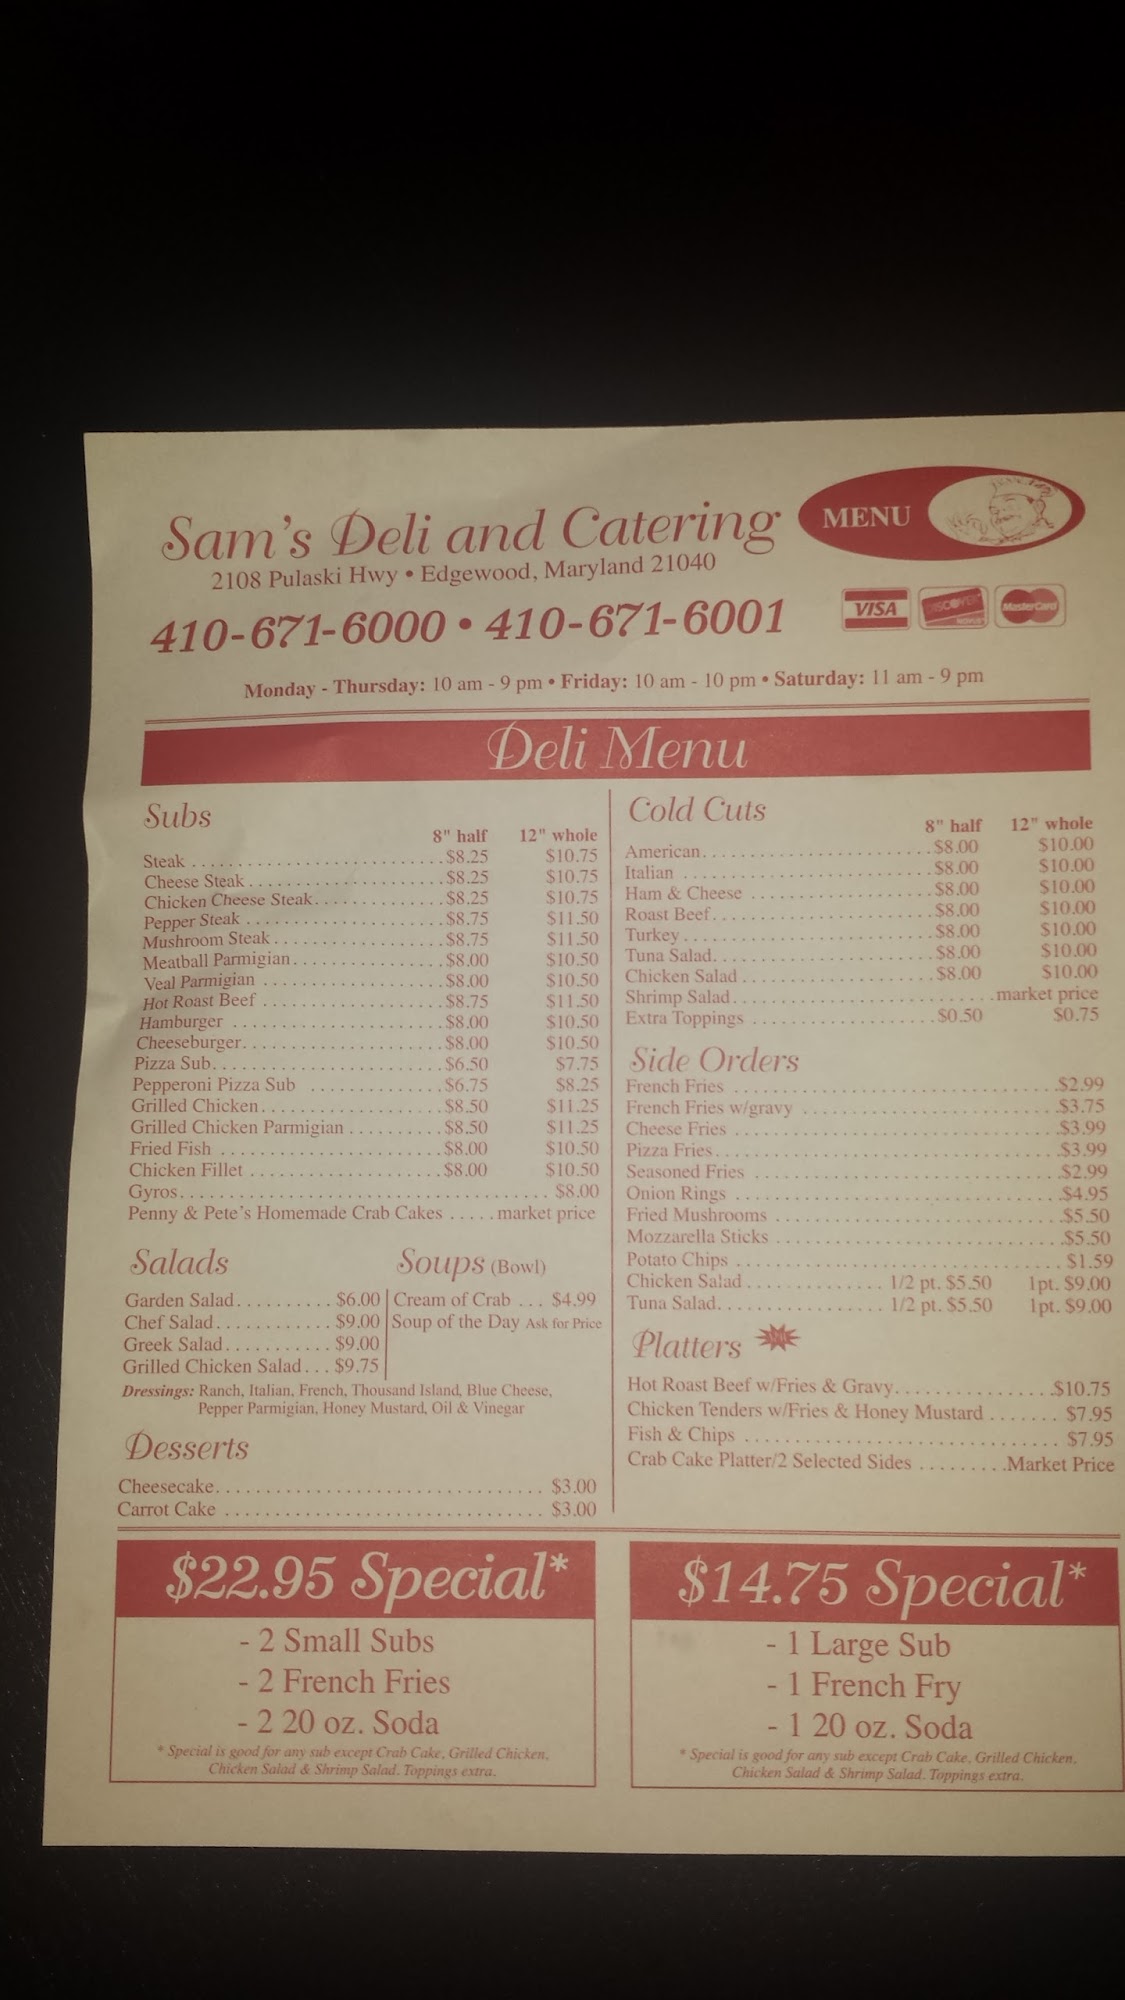 Sam's Deli and Catering
MENU
2108 Pulaski Hwy • Edgewood, Maryland 21040
410-671-6000 • 410-671-6001
VISA
DISCOVER
NOVUS
MasterCard
Monday - Thursday: 10 am - 9 pm • Friday: 10 am - 10 pm • Saturday: 11 am - 9 pm
Deli Menu
Subs
8" half 12" whole
Steak $8.25 $10.75
Cheese Steak $8.25 $10.75
Chicken Cheese Steak $8.25 $10.75
Pepper Steak $8.75 $11.50
Mushroom Steak $8.75 $11.50
Meatball Parmigian $8.00 $10.50
Veal Parmigian $8.00 $10.50
Hot Roast Beef $8.75 $11.50
Hamburger $8.00 $10.50
Cheeseburger $8.00 $10.50
Pizza Sub $6.50 $7.75
Pepperoni Pizza Sub $6.75 $8.25
Grilled Chicken $8.50 $11.25
Grilled Chicken Parmigian $8.50 $11.25
Fried Fish $8.00 $10.50
Chicken Fillet $8.00 $10.50
Gyros $8.00
Penny & Pete's Homemade Crab Cakes market price
Salads
Garden Salad $6.00
Chef Salad $9.00
Greek Salad $9.00
Grilled Chicken Salad $9.75
Soups (Bowl)
Cream of Crab $4.99
Soup of the Day Ask for Price
Dressings: Ranch, Italian, French, Thousand Island, Blue Cheese,
Pepper Parmigian, Honey Mustard, Oil & Vinegar
Desserts
Cheesecake $3.00
Carrot Cake $3.00
Cold Cuts
8" half 12" whole
American $8.00 $10.00
Italian $8.00 $10.00
Ham & Cheese $8.00 $10.00
Roast Beef $8.00 $10.00
Turkey $8.00 $10.00
Tuna Salad $8.00 $10.00
Chicken Salad $8.00 $10.00
Shrimp Salad market price
Extra Toppings $0.50 $0.75
Side Orders
French Fries $2.99
French Fries w/gravy $3.75
Cheese Fries $3.99
Pizza Fries $3.99
Seasoned Fries $2.99
Onion Rings $4.95
Fried Mushrooms $5.50
Mozzarella Sticks $5.50
Potato Chips $1.59
Chicken Salad 1/2 pt. $5.50 1pt. $9.00
Tuna Salad 1/2 pt. $5.50 1pt. $9.00
Platters
Hot Roast Beef w/Fries & Gravy $10.75
Chicken Tenders w/Fries & Honey Mustard $7.95
Fish & Chips $7.95
Crab Cake Platter/2 Selected Sides Market Price
$22.95 Special*
- 2 Small Subs
- 2 French Fries
- 2 20 oz. Soda
* Special is good for any sub except Crab Cake, Grilled Chicken,
Chicken Salad & Shrimp Salad. Toppings extra.
$14.75 Special*
- 1 Large Sub
- 1 French Fry
- 1 20 oz. Soda
* Special is good for any sub except Crab Cake, Grilled Chicken,
Chicken Salad & Shrimp Salad. Toppings extra.